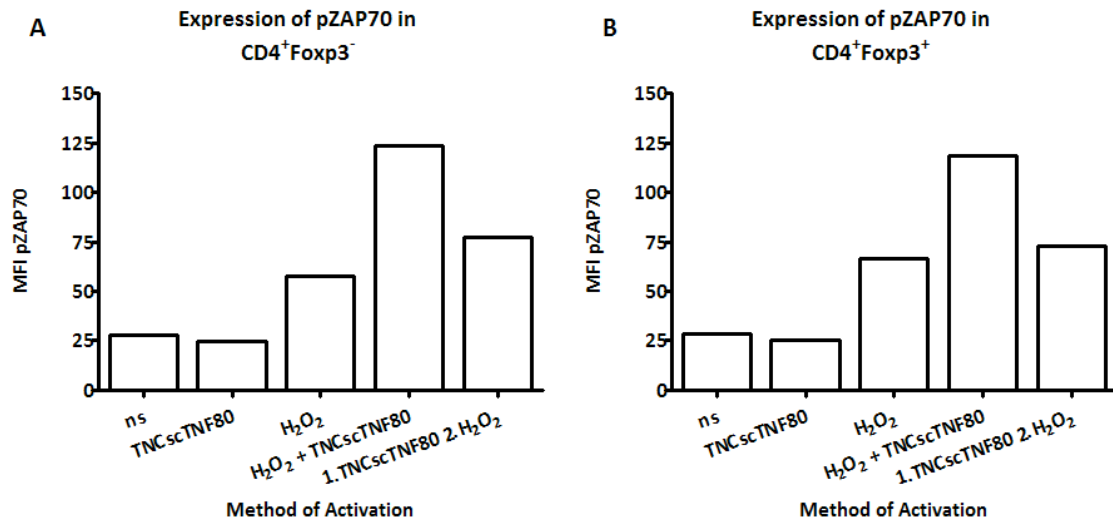 A
Expression of pZAP70 in
CD4⁺Foxp3⁻
MFI pZAP70
150
125
100
75
50
25
0
ns
TNCscTNF80
H₂O₂
H₂O₂ + TNCscTNF80
1.TNCscTNF80 2.H₂O₂
Method of Activation
B
Expression of pZAP70 in
CD4⁺Foxp3⁺
MFI pZAP70
150
125
100
75
50
25
0
ns
TNCscTNF80
H₂O₂
H₂O₂ + TNCscTNF80
1.TNCscTNF80 2.H₂O₂
Method of Activation